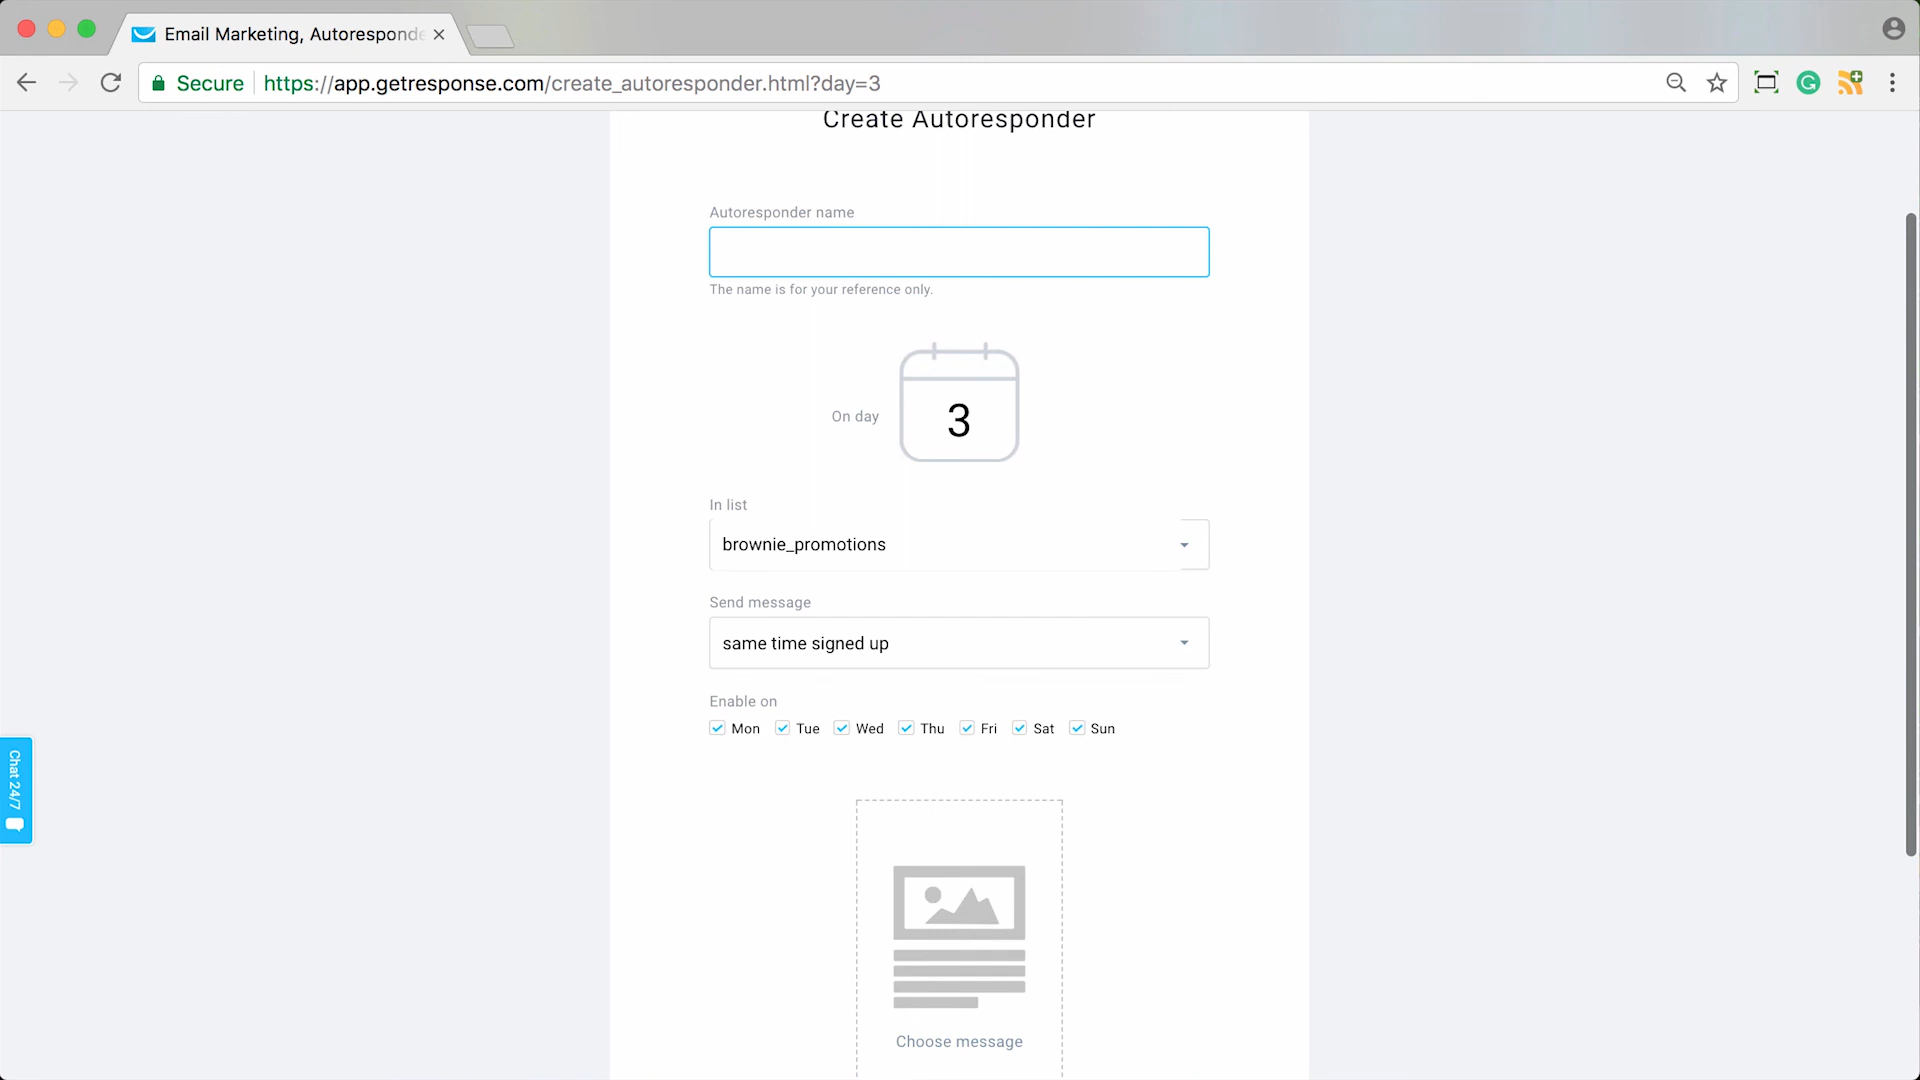 Email Marketing, Autoresponde
Secure https://app.getresponse.com/create_autoresponder.html?day=3
Create Autoresponder
Autoresponder name
The name is for your reference only.
On day 3
In list
brownie_promotions
Send message
same time signed up
Enable on
Mon Tue Wed Thu Fri Sat Sun
Chat 24/7
Choose message